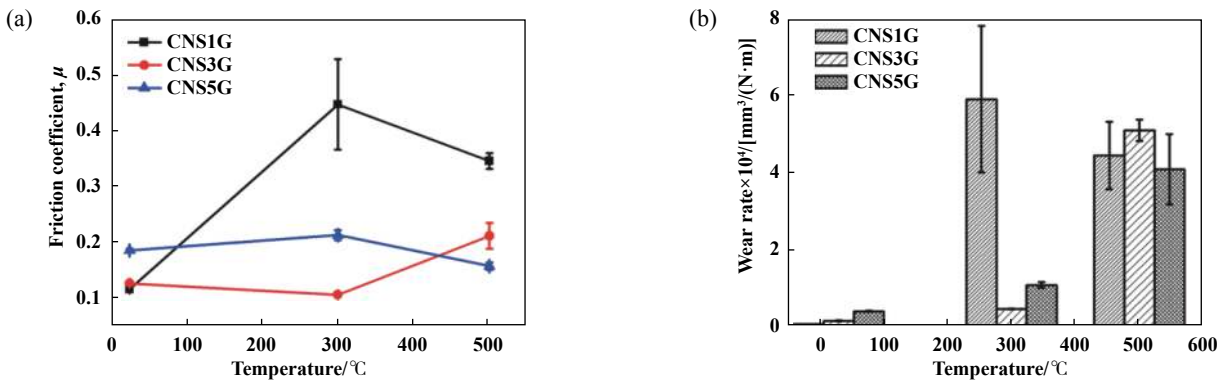 (a)
0.6
0.5
0.4
0.3
0.2
0.1
Friction coefficient, μ
CNS1G
CNS3G
CNS5G
0 100 200 300 400 500
Temperature/℃
(b)
8
6
4
2
0
Wear rate×10⁴/[mm³/(N·m)]
CNS1G
CNS3G
CNS5G
0 100 200 300 400 500 600
Temperature/℃